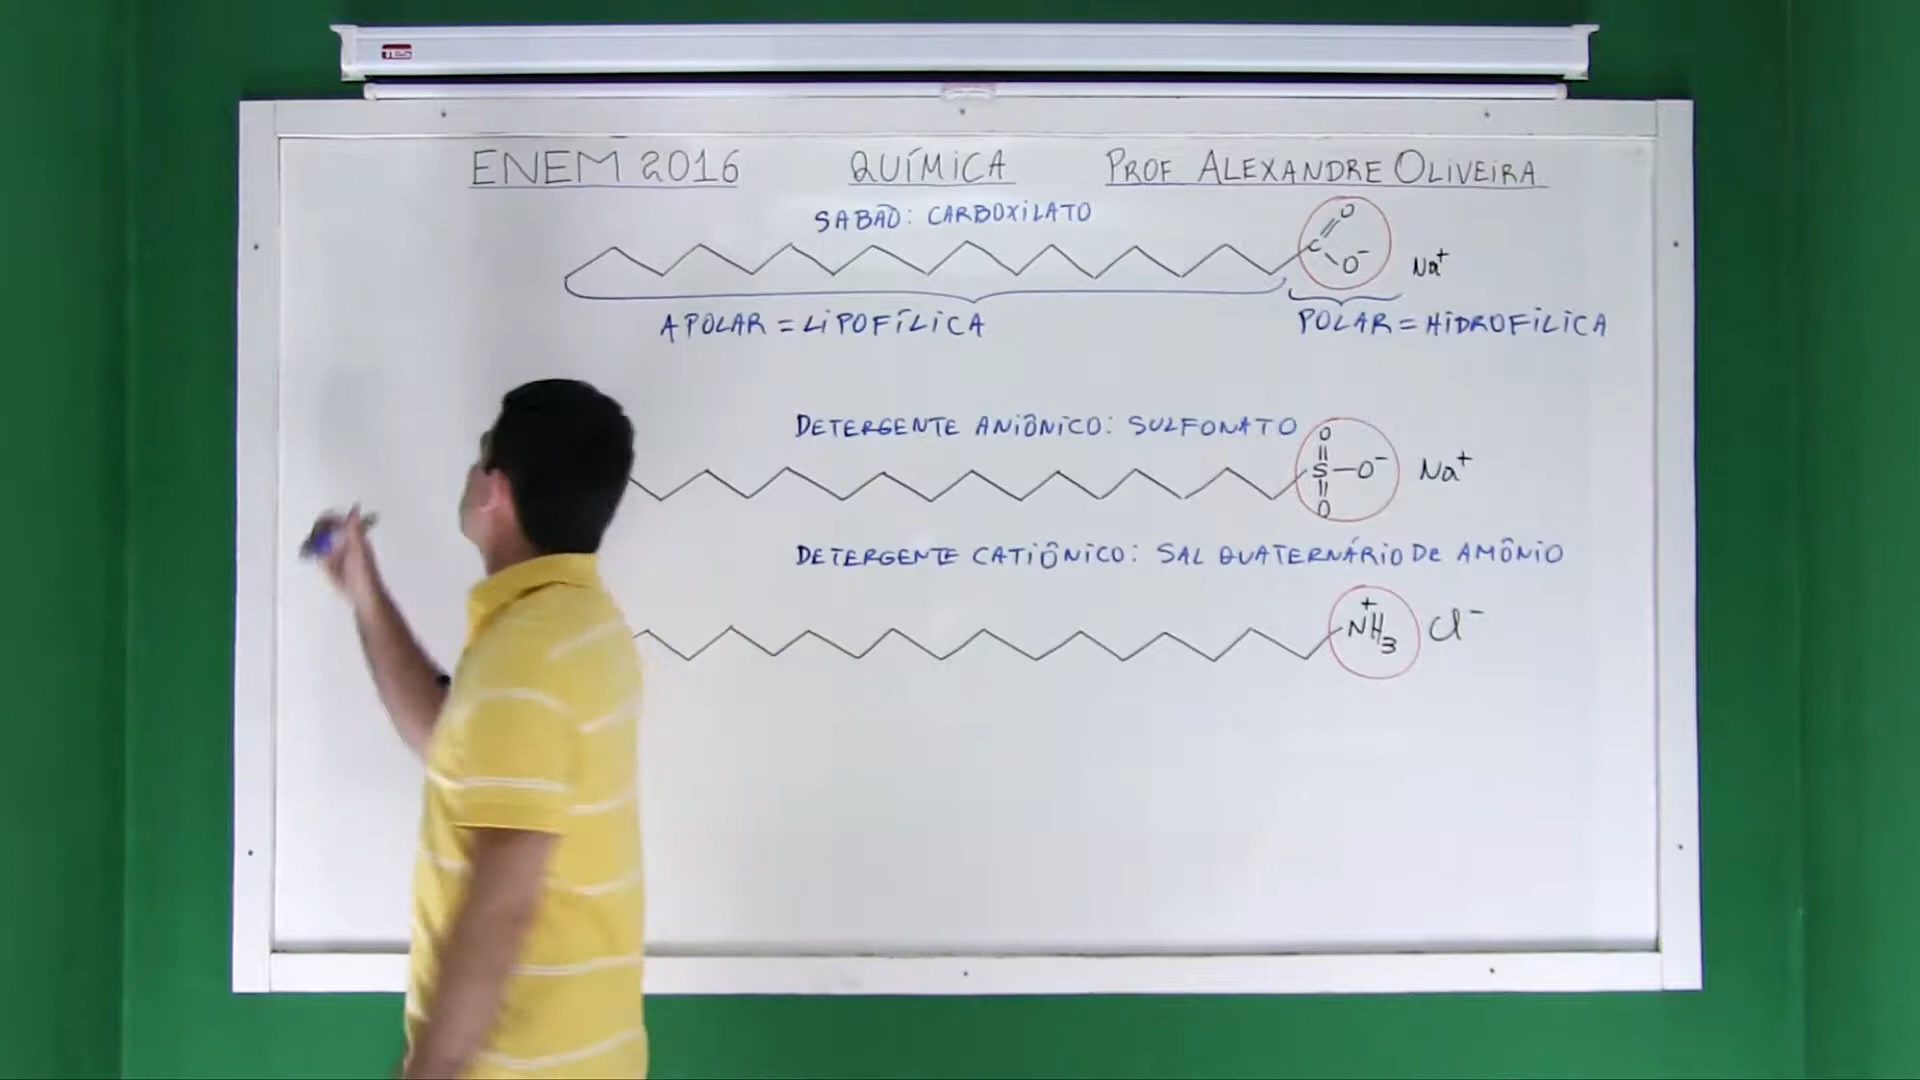 ENEM 2016 QUÍMICA PROF ALEXANDRE OLIVEIRA
SABÃO: CARBOXILATO
C O O⁻ Na⁺
APOLAR = LIPOFÍLICA POLAR = HIDROFÍLICA
DETERGENTE ANIÔNICO: SULFONATO
O S O⁻ O Na⁺
DETERGENTE CATIÔNICO: SAL QUATERNÁRIO DE AMÔNIO
⁺NH₃ Cl⁻